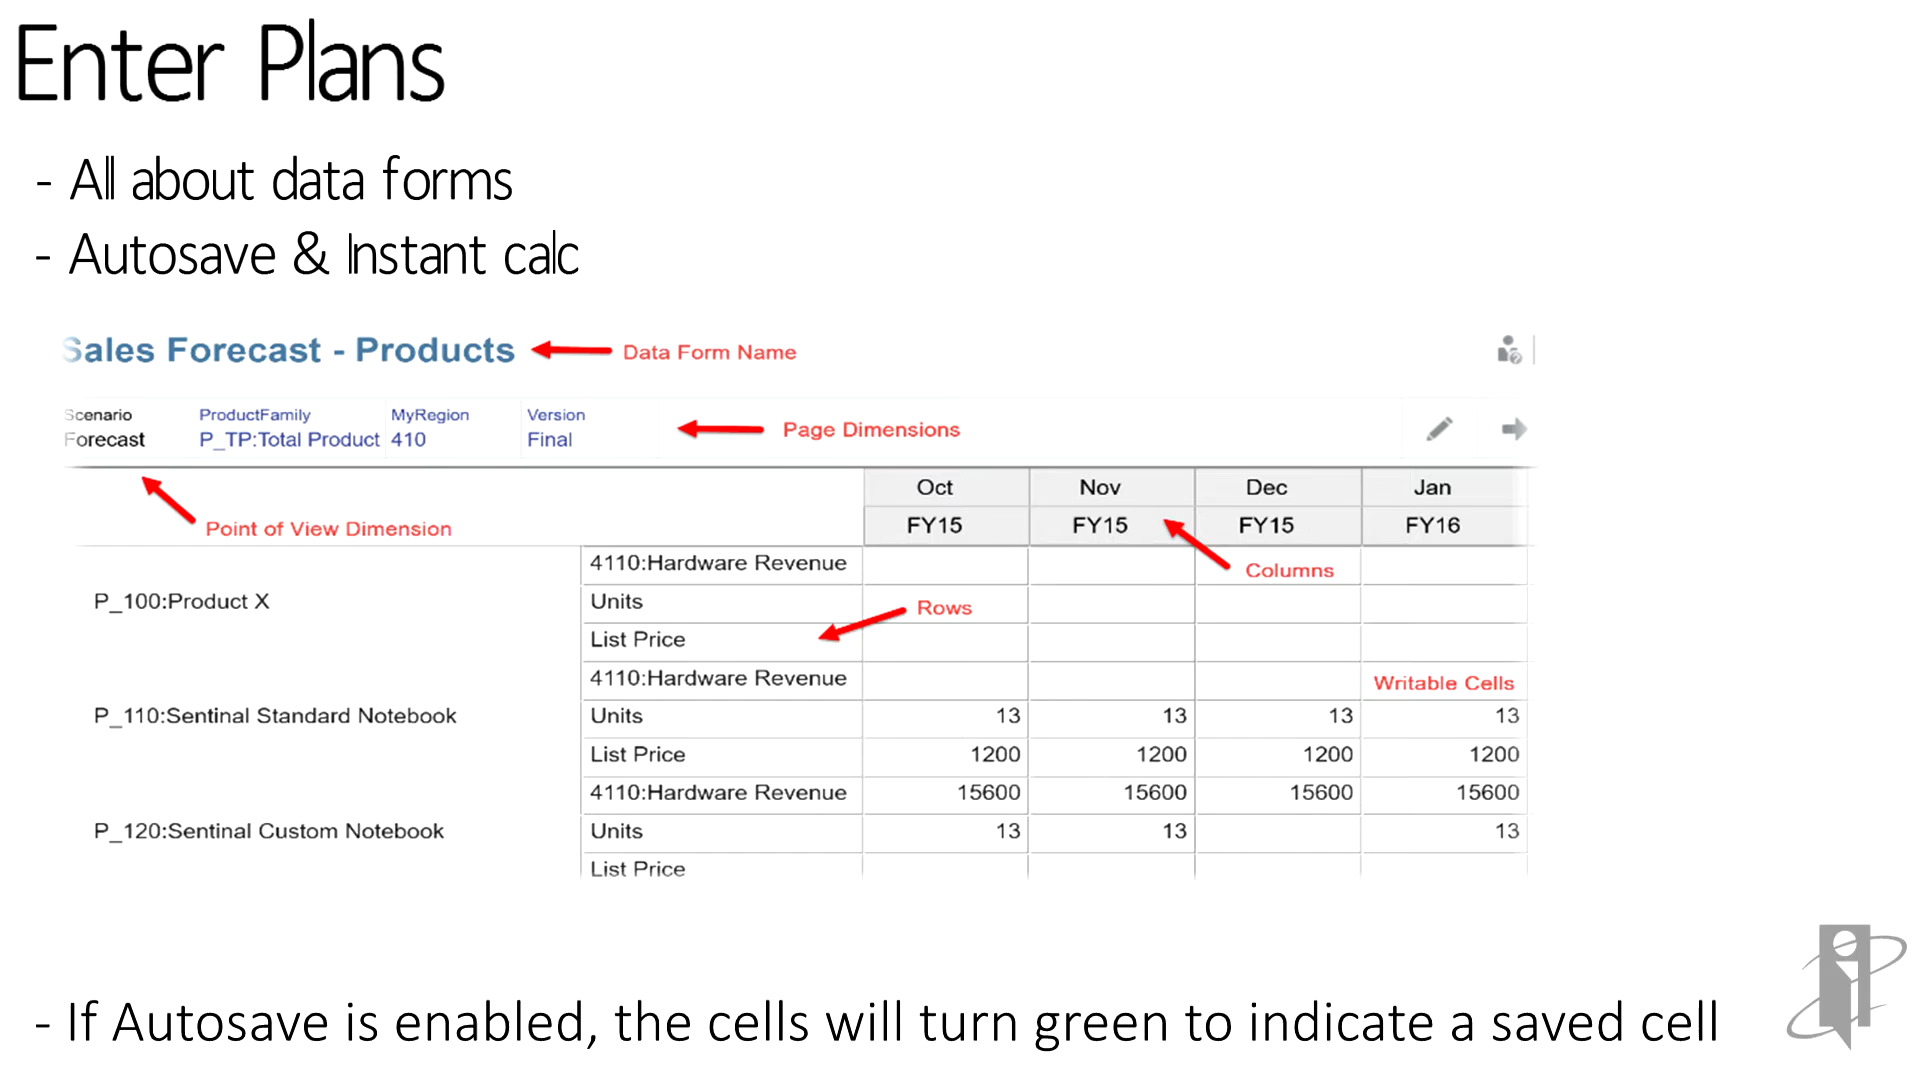 Enter Plans
- All about data forms
- Autosave & Instant calc
Sales Forecast - Products
Data Form Name
Scenario ProductFamily MyRegion Version
Forecast P_TP:Total Product 410 Final
Page Dimensions
Point of View Dimension
Oct Nov Dec Jan
FY15 FY15 FY15 FY16
Columns
4110:Hardware Revenue
P_100:Product X Units
Rows
List Price
4110:Hardware Revenue
Writable Cells
P_110:Sentinal Standard Notebook Units 13 13 13 13
List Price 1200 1200 1200 1200
4110:Hardware Revenue 15600 15600 15600 15600
P_120:Sentinal Custom Notebook Units 13 13 13
List Price
- If Autosave is enabled, the cells will turn green to indicate a saved cell